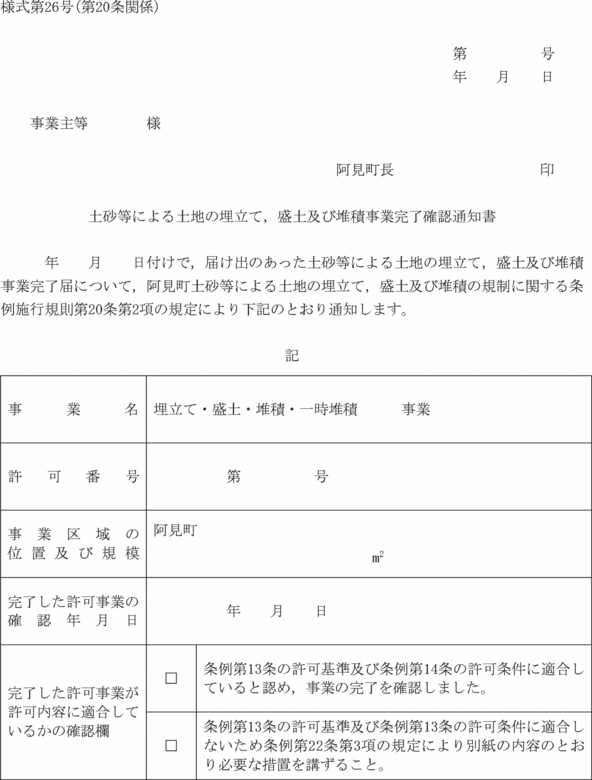 様式第26号(第20条関係)
第　　　　　号
年　　月　　日
事業主等　　　　様
阿見町長　　　　　　　　　　印
土砂等による土地の埋立て，盛土及び堆積事業完了確認通知書
年　　月　　日付けで，届け出のあった土砂等による土地の埋立て，盛土及び堆積
事業完了届について，阿見町土砂等による土地の埋立て，盛土及び堆積の規制に関する条
例施行規則第20条第2項の規定により下記のとおり通知します。
記
事業名
埋立て・盛土・堆積・一時堆積　　　事業
許可番号
第　　　　　号
事業区域の
位置及び規模
阿見町
m²
完了した許可事業の
確認年月日
年　　月　　日
完了した許可事業が
許可内容に適合して
いるかの確認欄
□
条例第13条の許可基準及び条例第14条の許可条件に適合し
ていると認め，事業の完了を確認しました。
□
条例第13条の許可基準及び条例第13条の許可条件に適合し
ないため条例第22条第3項の規定により別紙の内容のとお
り必要な措置を講ずること。